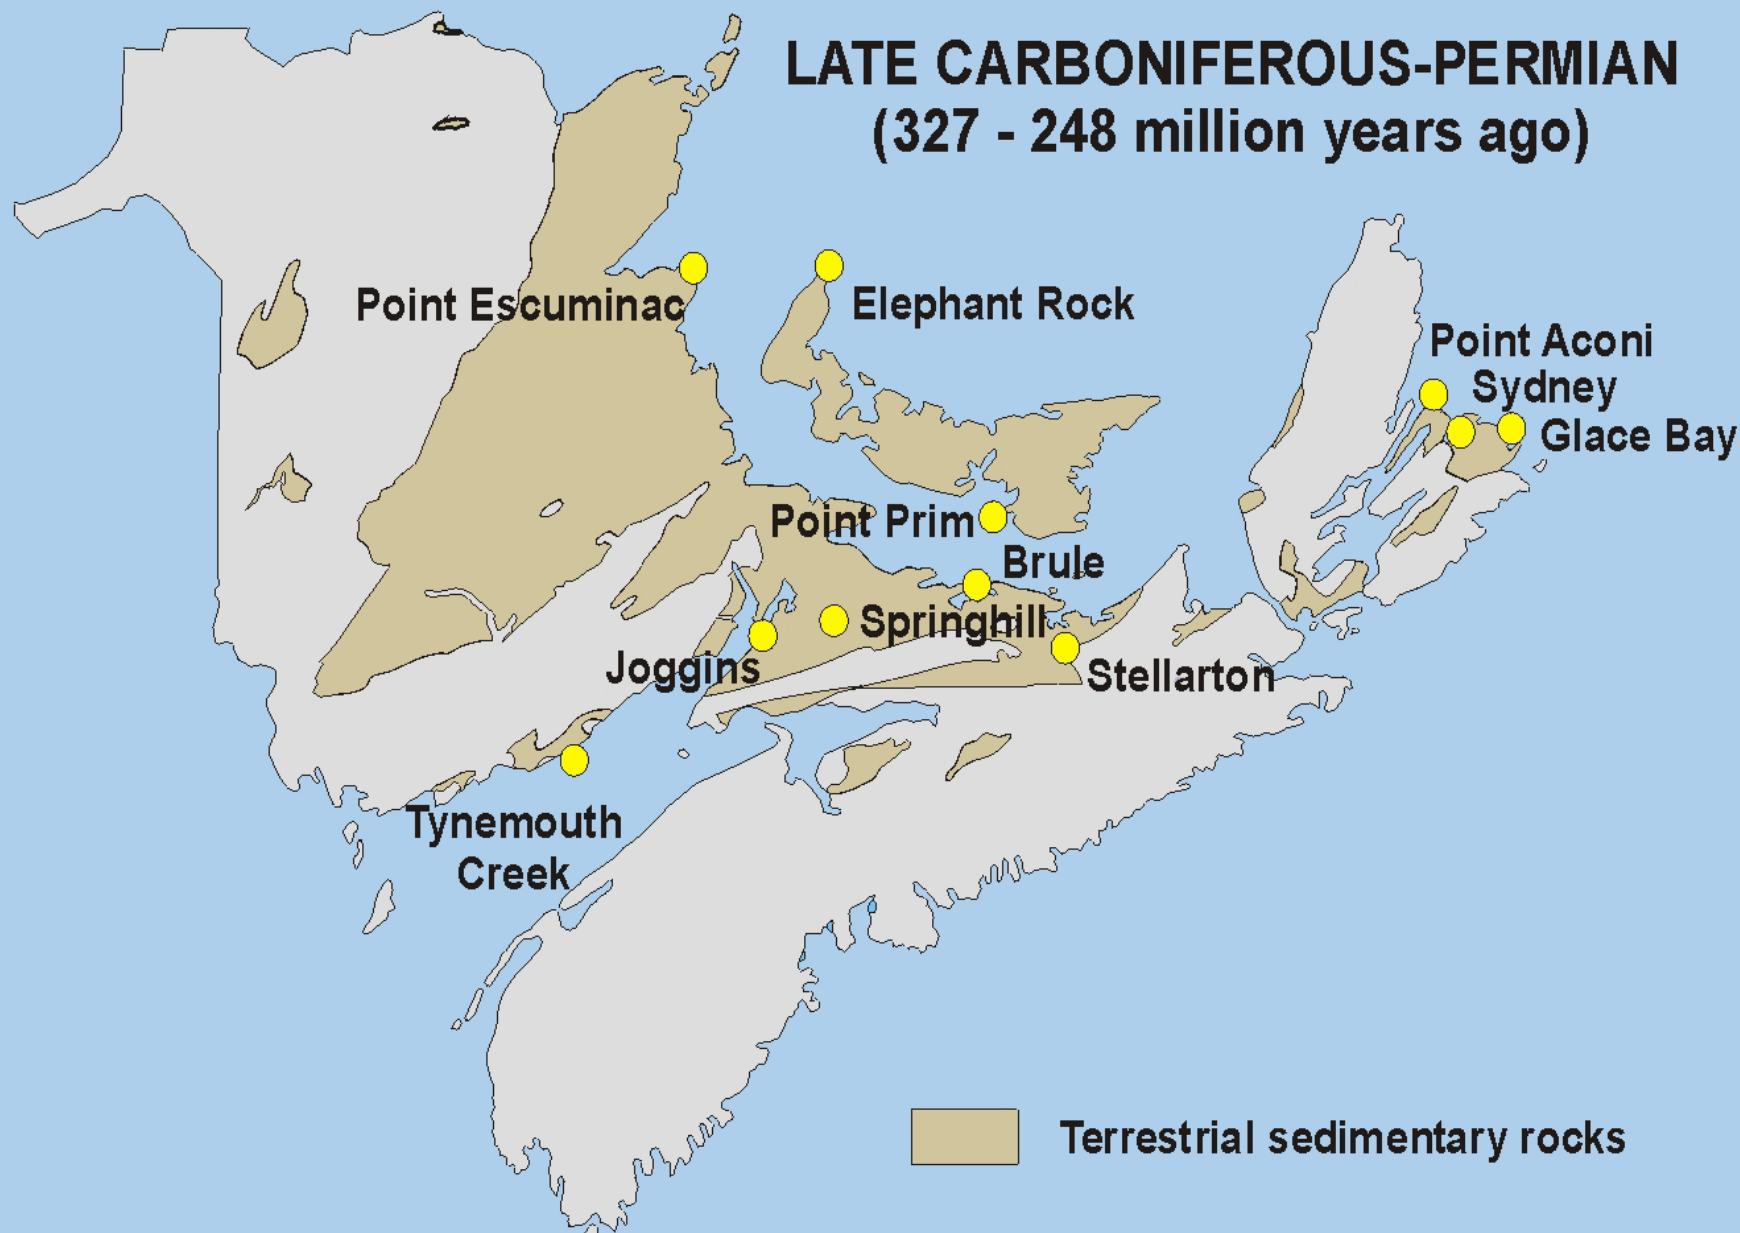 LATE CARBONIFEROUS-PERMIAN
(327 - 248 million years ago)
Point Escuminac
Elephant Rock
Point Aconi
Sydney
Glace Bay
Point Prim
Brule
Springhill
Joggins
Stellarton
Tynemouth
Creek
Terrestrial sedimentary rocks